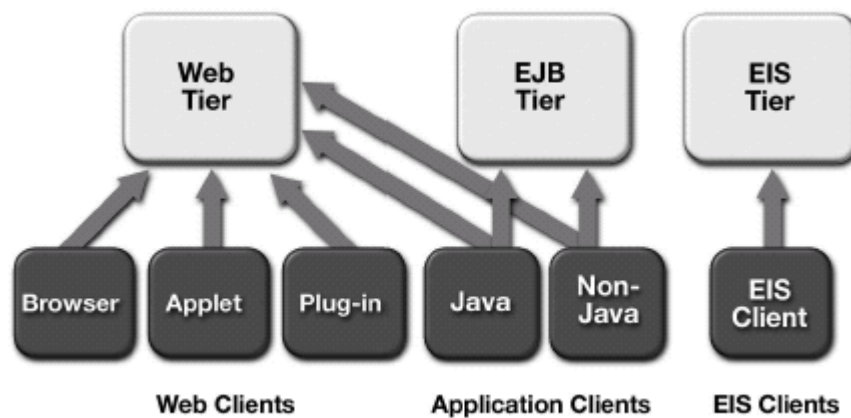 Web
Tier
EJB
Tier
EIS
Tier
Browser
Applet
Plug-in
Java
Non-
Java
EIS
Client
Web Clients
Application Clients
EIS Clients